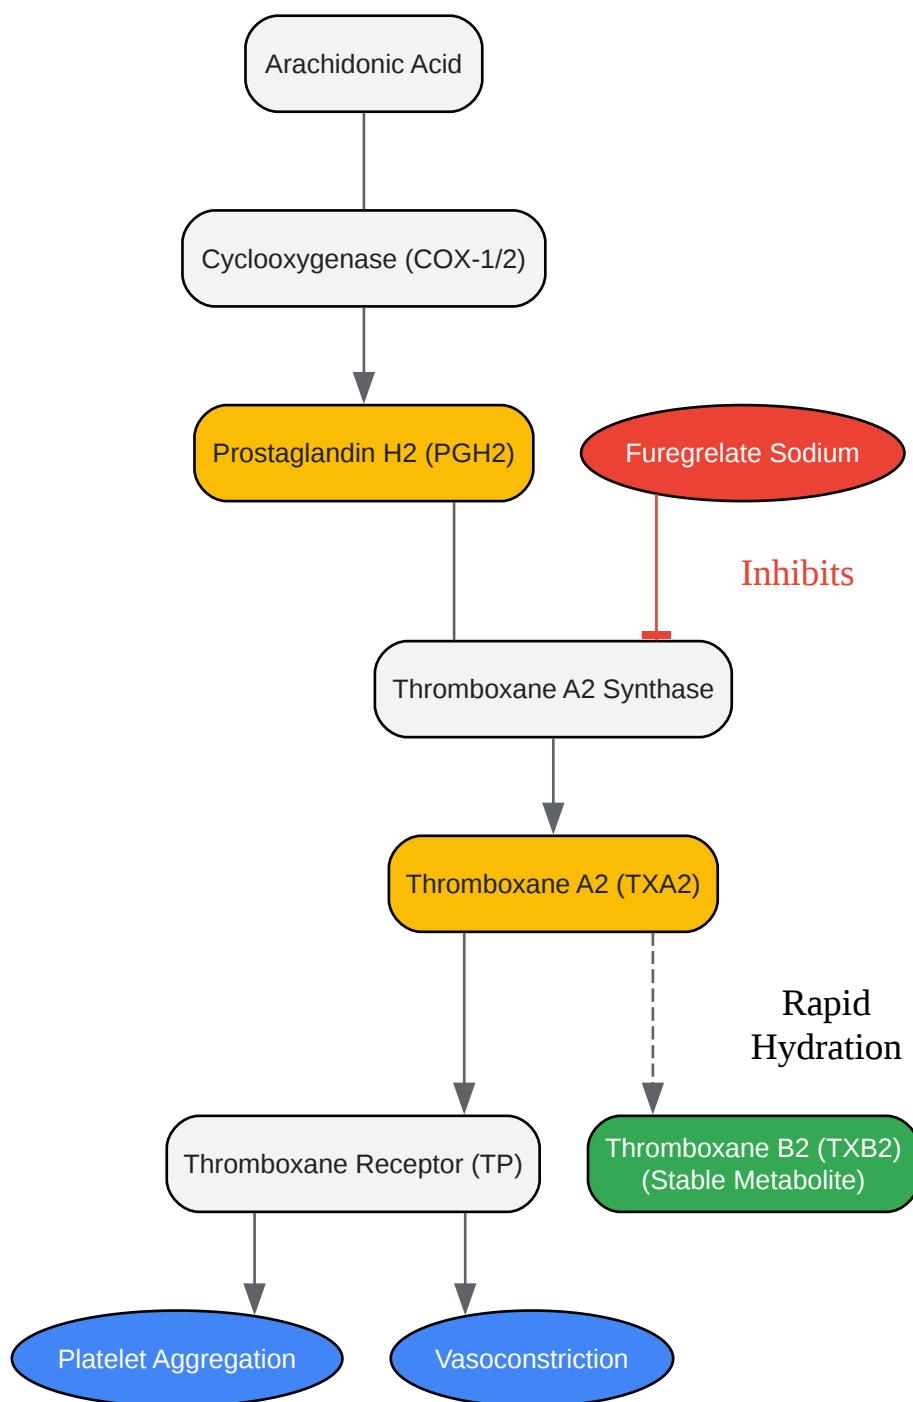 Arachidonic Acid
Cyclooxygenase (COX-1/2)
Prostaglandin H2 (PGH2)
Furegrelate Sodium
Inhibits
Thromboxane A2 Synthase
Thromboxane A2 (TXA2)
Rapid
Hydration
Thromboxane Receptor (TP)
Thromboxane B2 (TXB2)
(Stable Metabolite)
Platelet Aggregation
Vasoconstriction